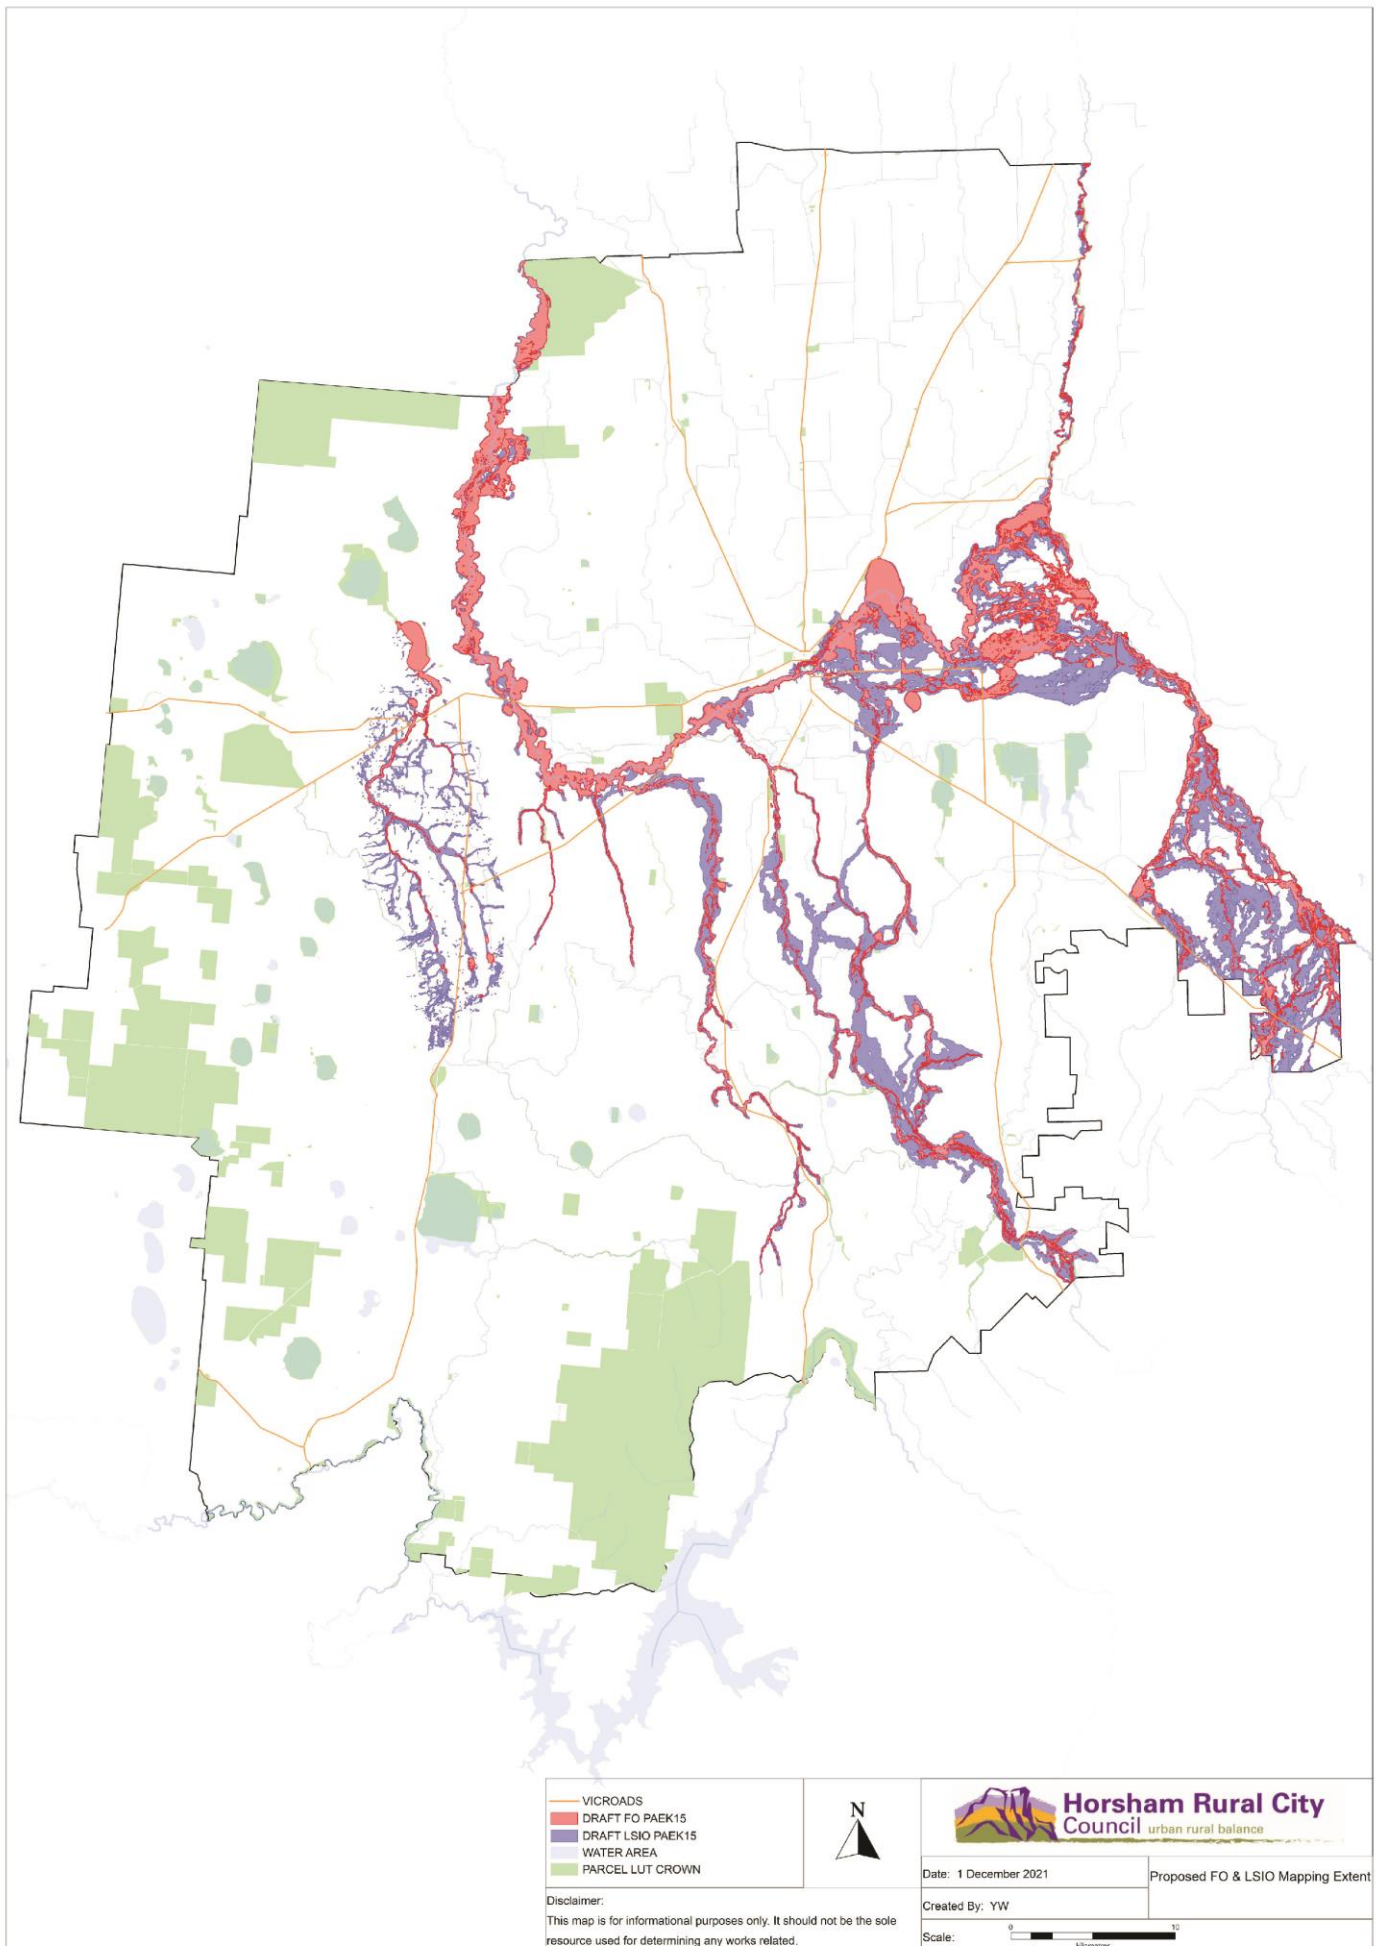 VICROADS
DRAFT FO PAEK15
DRAFT LSIO PAEK15
WATER AREA
PARCEL LUT CROWN
Disclaimer:
This map is for informational purposes only. It should not be the sole
resource used for determining any works related.
N
Horsham Rural City
Council urban rural balance
Date: 1 December 2021
Proposed FO & LSIO Mapping Extent
Created By: YW
Scale:
0 10